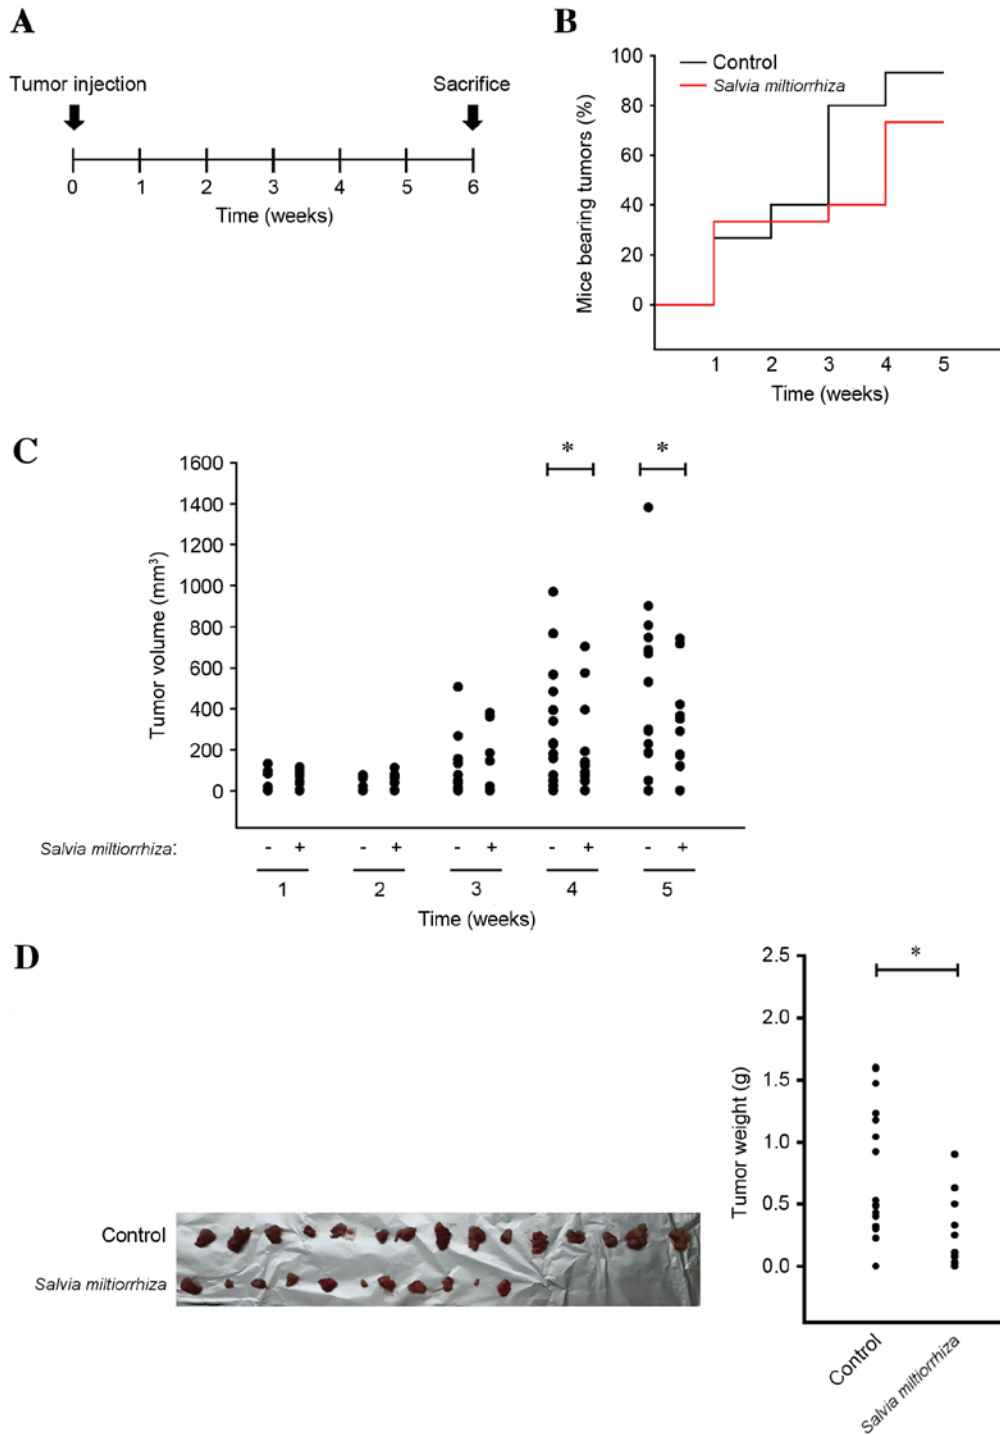 A
Tumor injection
Sacrifice
0 1 2 3 4 5 6
Time (weeks)
B
Mice bearing tumors (%)
100
80
60
40
20
0
Control
Salvia miltiorrhiza
1 2 3 4 5
Time (weeks)
C
Tumor volume (mm³)
1600
1400
1200
1000
800
600
400
200
0
* *
Salvia miltiorrhiza: - + - + - + - + - +
1 2 3 4 5
Time (weeks)
D
Control
Salvia miltiorrhiza
Tumor weight (g)
2.5
2.0
1.5
1.0
0.5
0.0
*
Control
Salvia miltiorrhiza